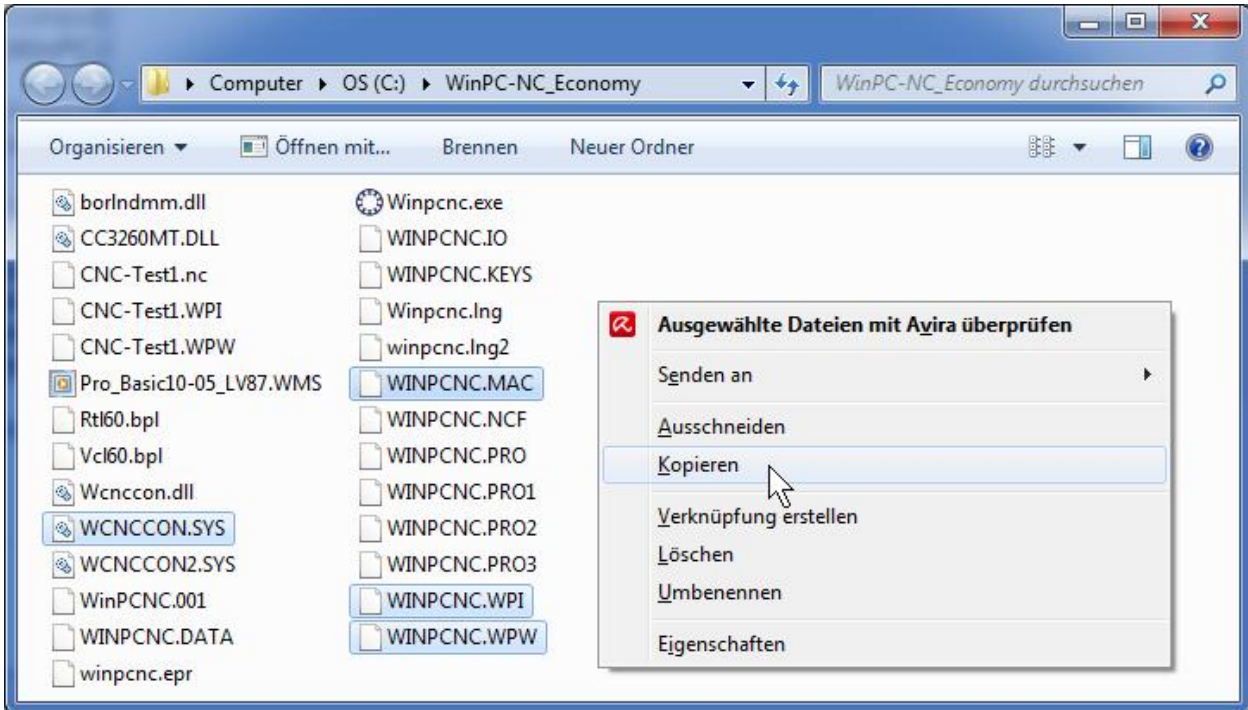 Computer ▸ OS (C:) ▸ WinPC-NC_Economy
WinPC-NC_Economy durchsuchen
Organisieren
Öffnen mit...
Brennen
Neuer Ordner
borlndmm.dll
CC3260MT.DLL
CNC-Test1.nc
CNC-Test1.WPI
CNC-Test1.WPW
Pro_Basic10-05_LV87.WMS
Rtl60.bpl
Vcl60.bpl
Wcnccon.dll
WCNCCON.SYS
WCNCCON2.SYS
WinPCNC.001
WINPCNC.DATA
winpcnc.epr
Winpcnc.exe
WINPCNC.IO
WINPCNC.KEYS
Winpcnc.lng
winpcnc.lng2
WINPCNC.MAC
WINPCNC.NCF
WINPCNC.PRO
WINPCNC.PRO1
WINPCNC.PRO2
WINPCNC.PRO3
WINPCNC.WPI
WINPCNC.WPW
Ausgewählte Dateien mit Avira überprüfen
Senden an
Ausschneiden
Kopieren
Verknüpfung erstellen
Löschen
Umbenennen
Eigenschaften